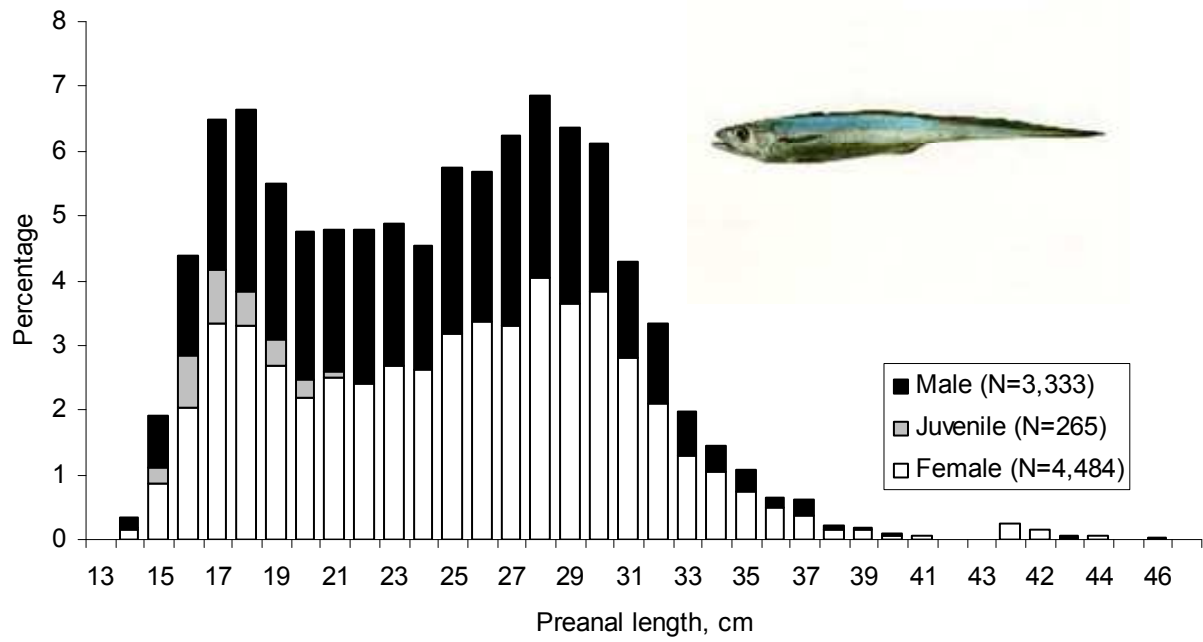 8
7
6
5
4
3
2
1
0
Percentage
13 15 17 19 21 23 25 27 29 31 33 35 37 39 41 43 42 44 46
Preanal length, cm
Male (N=3,333)
Juvenile (N=265)
Female (N=4,484)